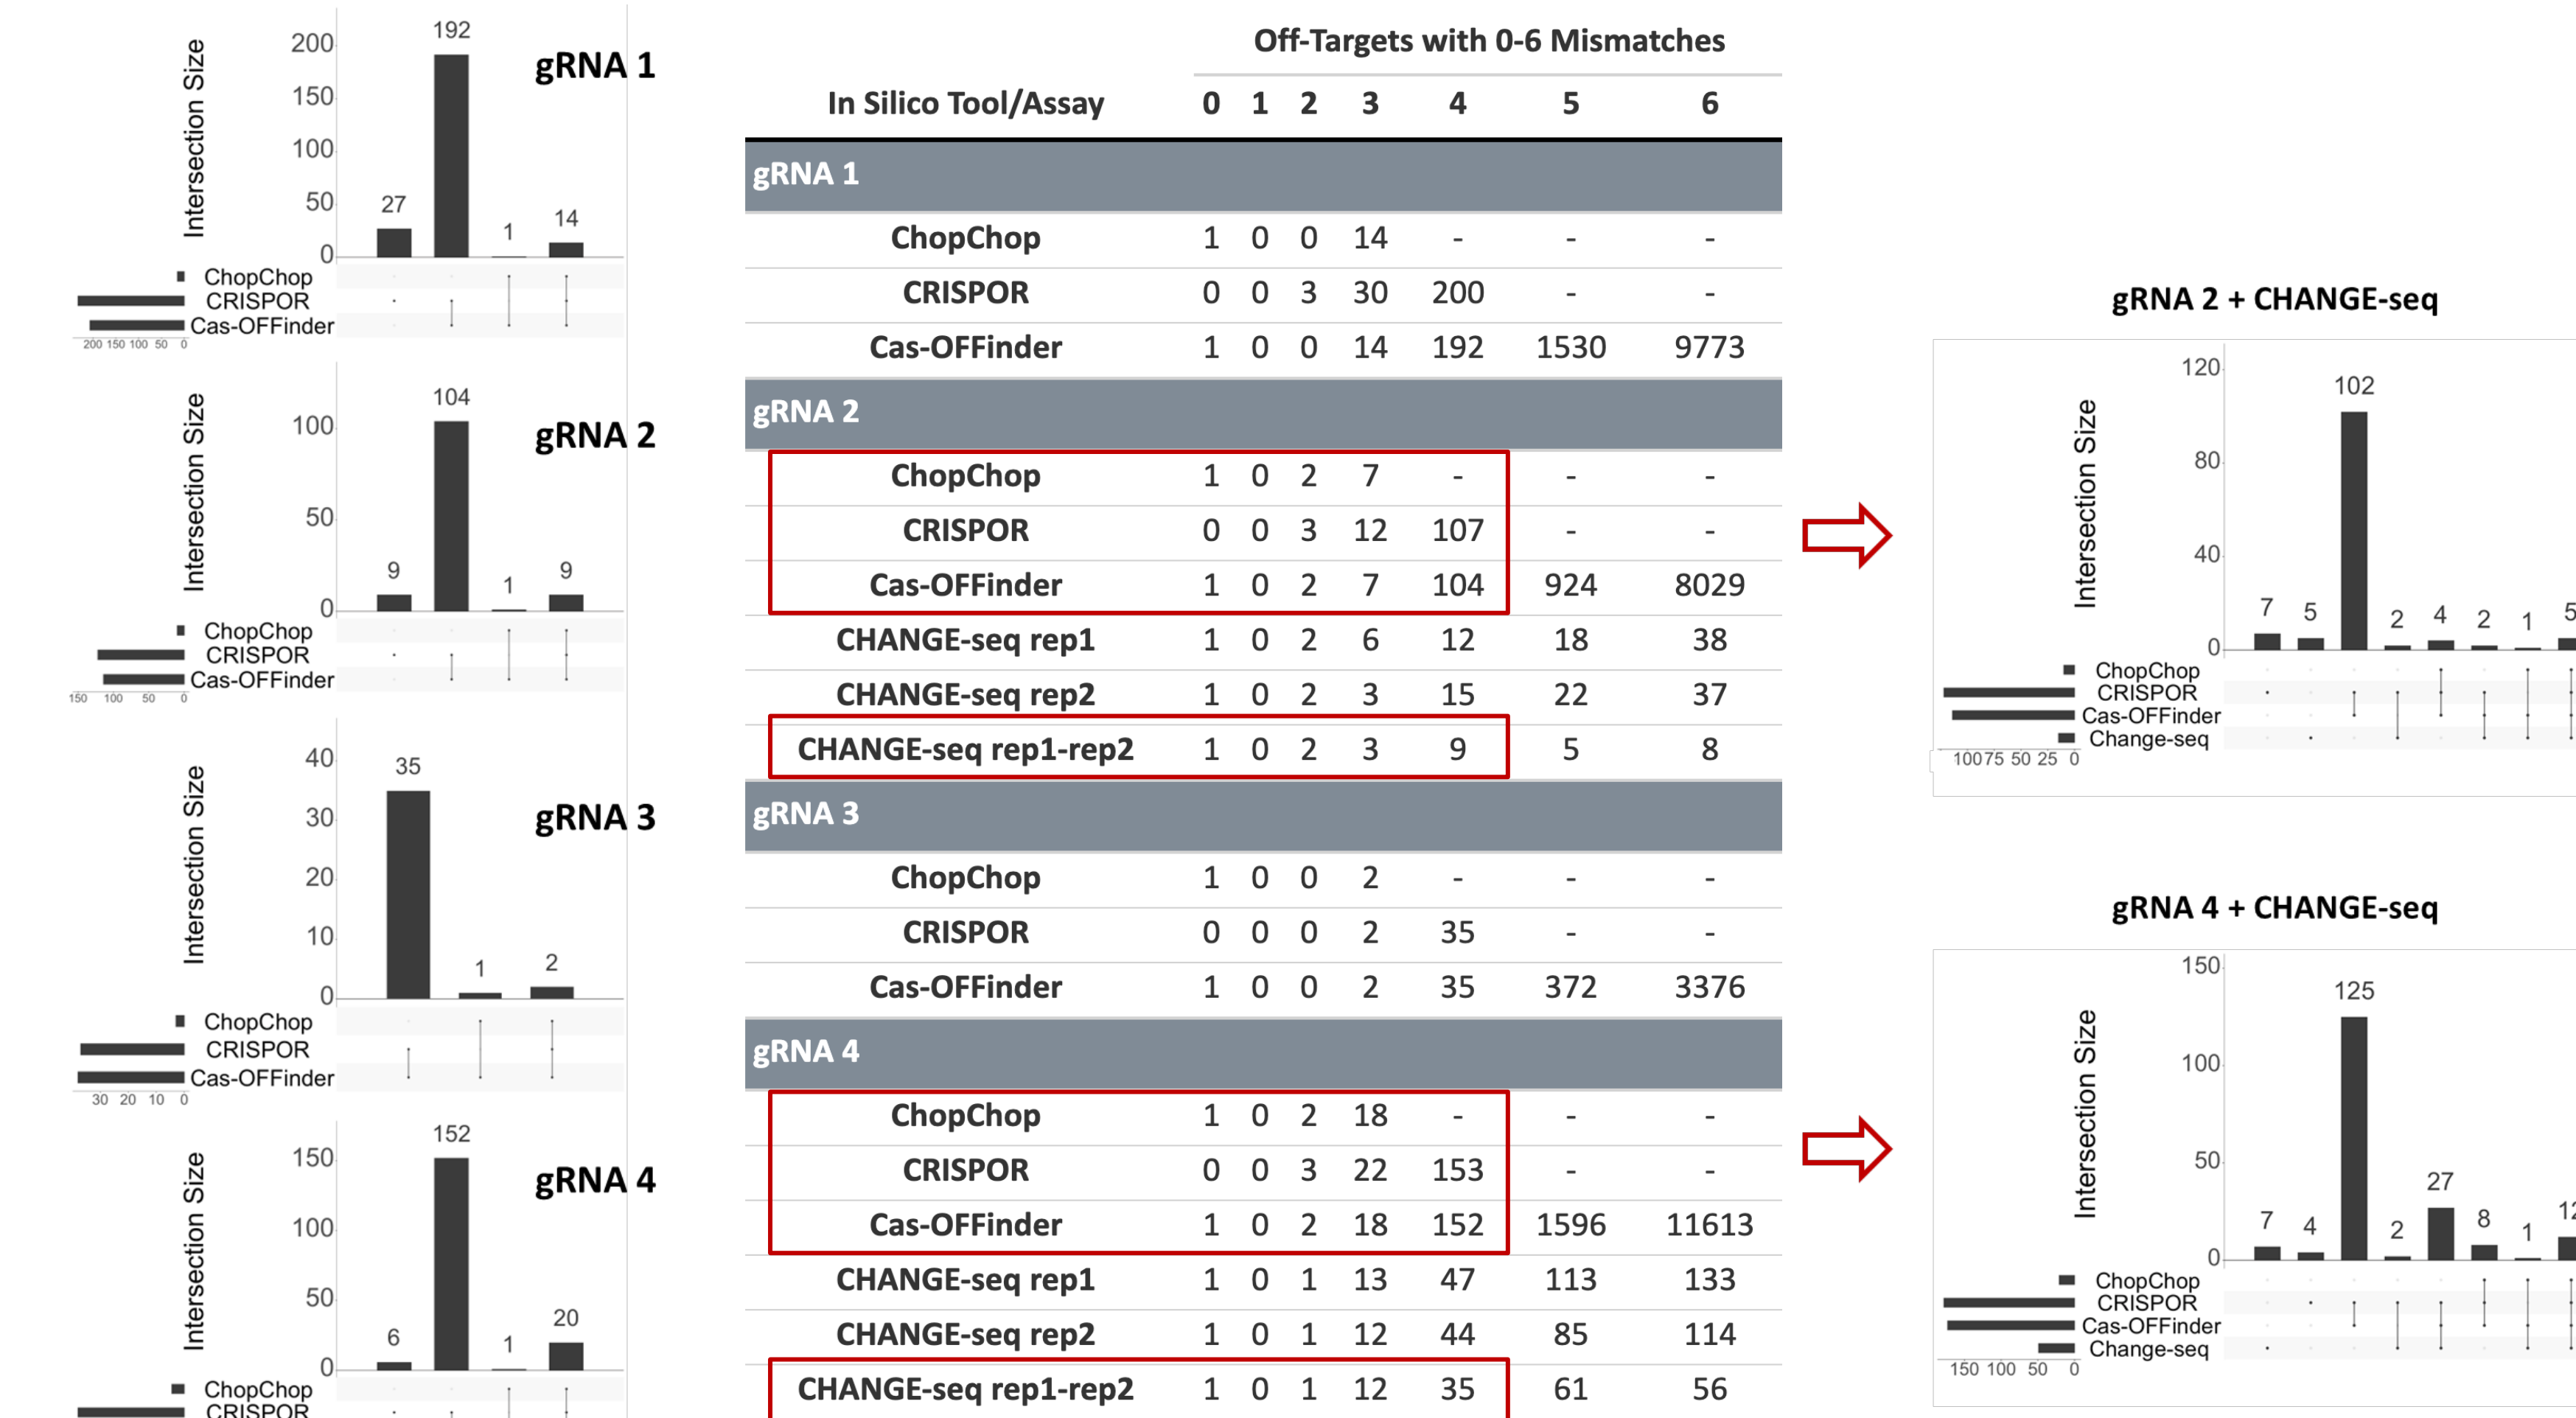 192
200
150
100
50
0
Intersection Size
gRNA 1
27
1
14
ChopChop
CRISPOR
Cas-OFFinder
200 150 100 50 0
104
100
50
0
Intersection Size
gRNA 2
9
1
9
ChopChop
CRISPOR
Cas-OFFinder
150 100 50 0
40
30
20
10
0
Intersection Size
35
gRNA 3
1
2
ChopChop
CRISPOR
Cas-OFFinder
30 20 10 0
152
150
100
50
0
Intersection Size
gRNA 4
6
1
20
ChopChop
CRISPOR
Off-Targets with 0-6 Mismatches
In Silico Tool/Assay 0 1 2 3 4 5 6
gRNA 1
ChopChop 1 0 0 14 - - -
CRISPOR 0 0 3 30 200 - -
Cas-OFFinder 1 0 0 14 192 1530 9773
gRNA 2
ChopChop 1 0 2 7 - - -
CRISPOR 0 0 3 12 107 - -
Cas-OFFinder 1 0 2 7 104 924 8029
CHANGE-seq rep1 1 0 2 6 12 18 38
CHANGE-seq rep2 1 0 2 3 15 22 37
CHANGE-seq rep1-rep2 1 0 2 3 9 5 8
gRNA 3
ChopChop 1 0 0 2 - - -
CRISPOR 0 0 0 2 35 - -
Cas-OFFinder 1 0 0 2 35 372 3376
gRNA 4
ChopChop 1 0 2 18 - - -
CRISPOR 0 0 3 22 153 - -
Cas-OFFinder 1 0 2 18 152 1596 11613
CHANGE-seq rep1 1 0 1 13 47 113 133
CHANGE-seq rep2 1 0 1 12 44 85 114
CHANGE-seq rep1-rep2 1 0 1 12 35 61 56
gRNA 2 + CHANGE-seq
120
80
40
0
Intersection Size
102
7 5 2 4 2 1 5
ChopChop
CRISPOR
Cas-OFFinder
Change-seq
100 75 50 25 0
gRNA 4 + CHANGE-seq
150
100
50
0
Intersection Size
125
7 4 2 27 8 1 12
ChopChop
CRISPOR
Cas-OFFinder
Change-seq
150 100 50 0